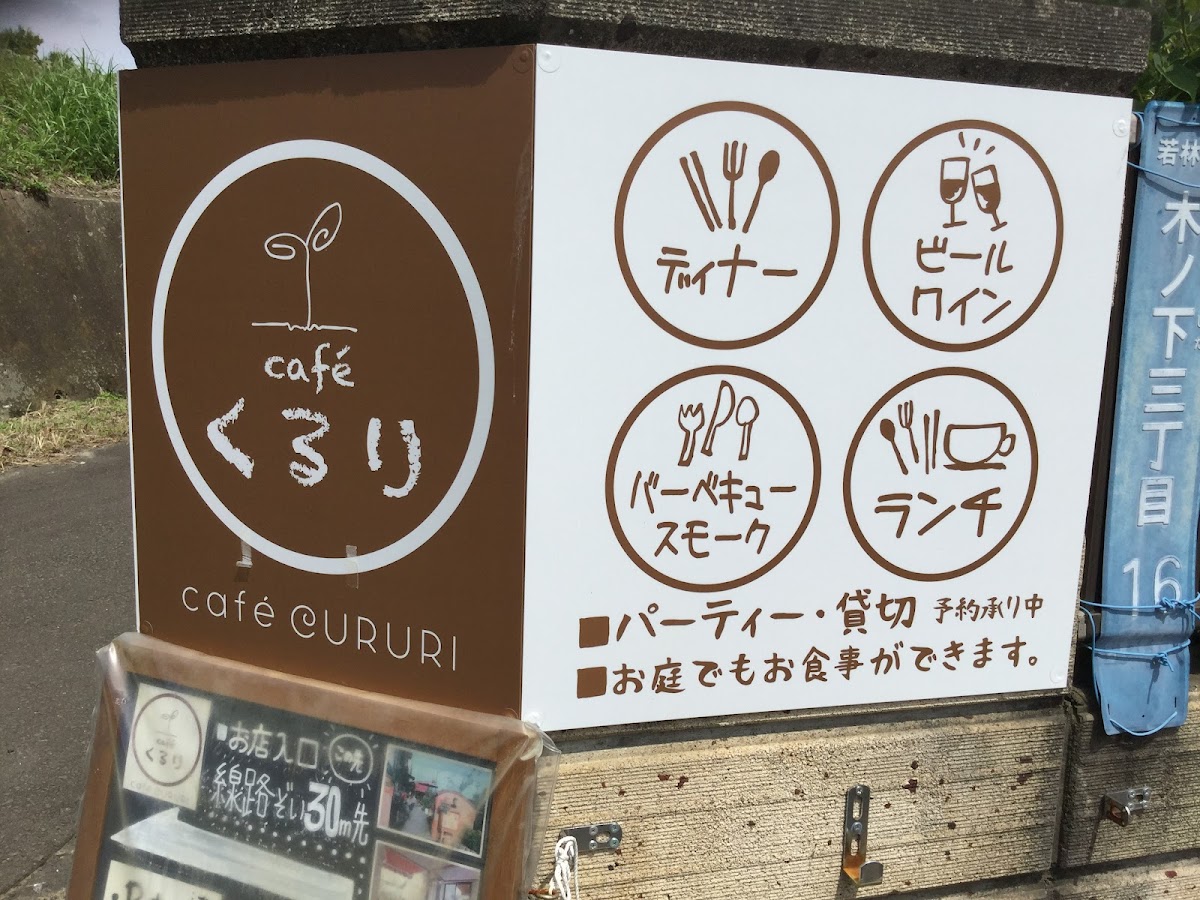 café
くるり
café CURURI
ディナー
ビール
ワイン
バーベキュー
スモーク
ランチ
■パーティー・貸切 予約承り中
■お庭でもお食事ができます。
若林
木ノ下三丁目
16
café
くるり
■お店入口 この先
線路ぞい30m先